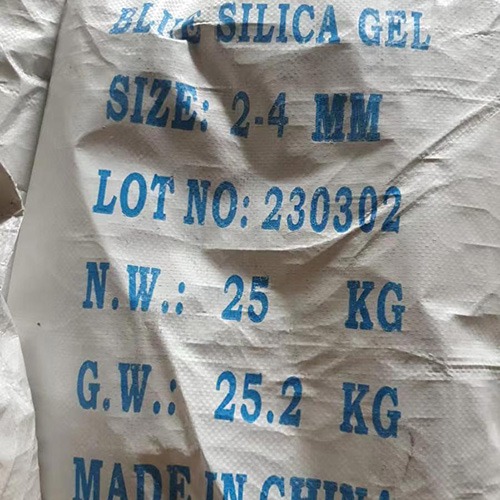 BLUE SILICA GEL
SIZE: 2-4 MM
LOT NO: 230302
N.W.: 25 KG
G.W.: 25.2 KG
MADE IN CHINA